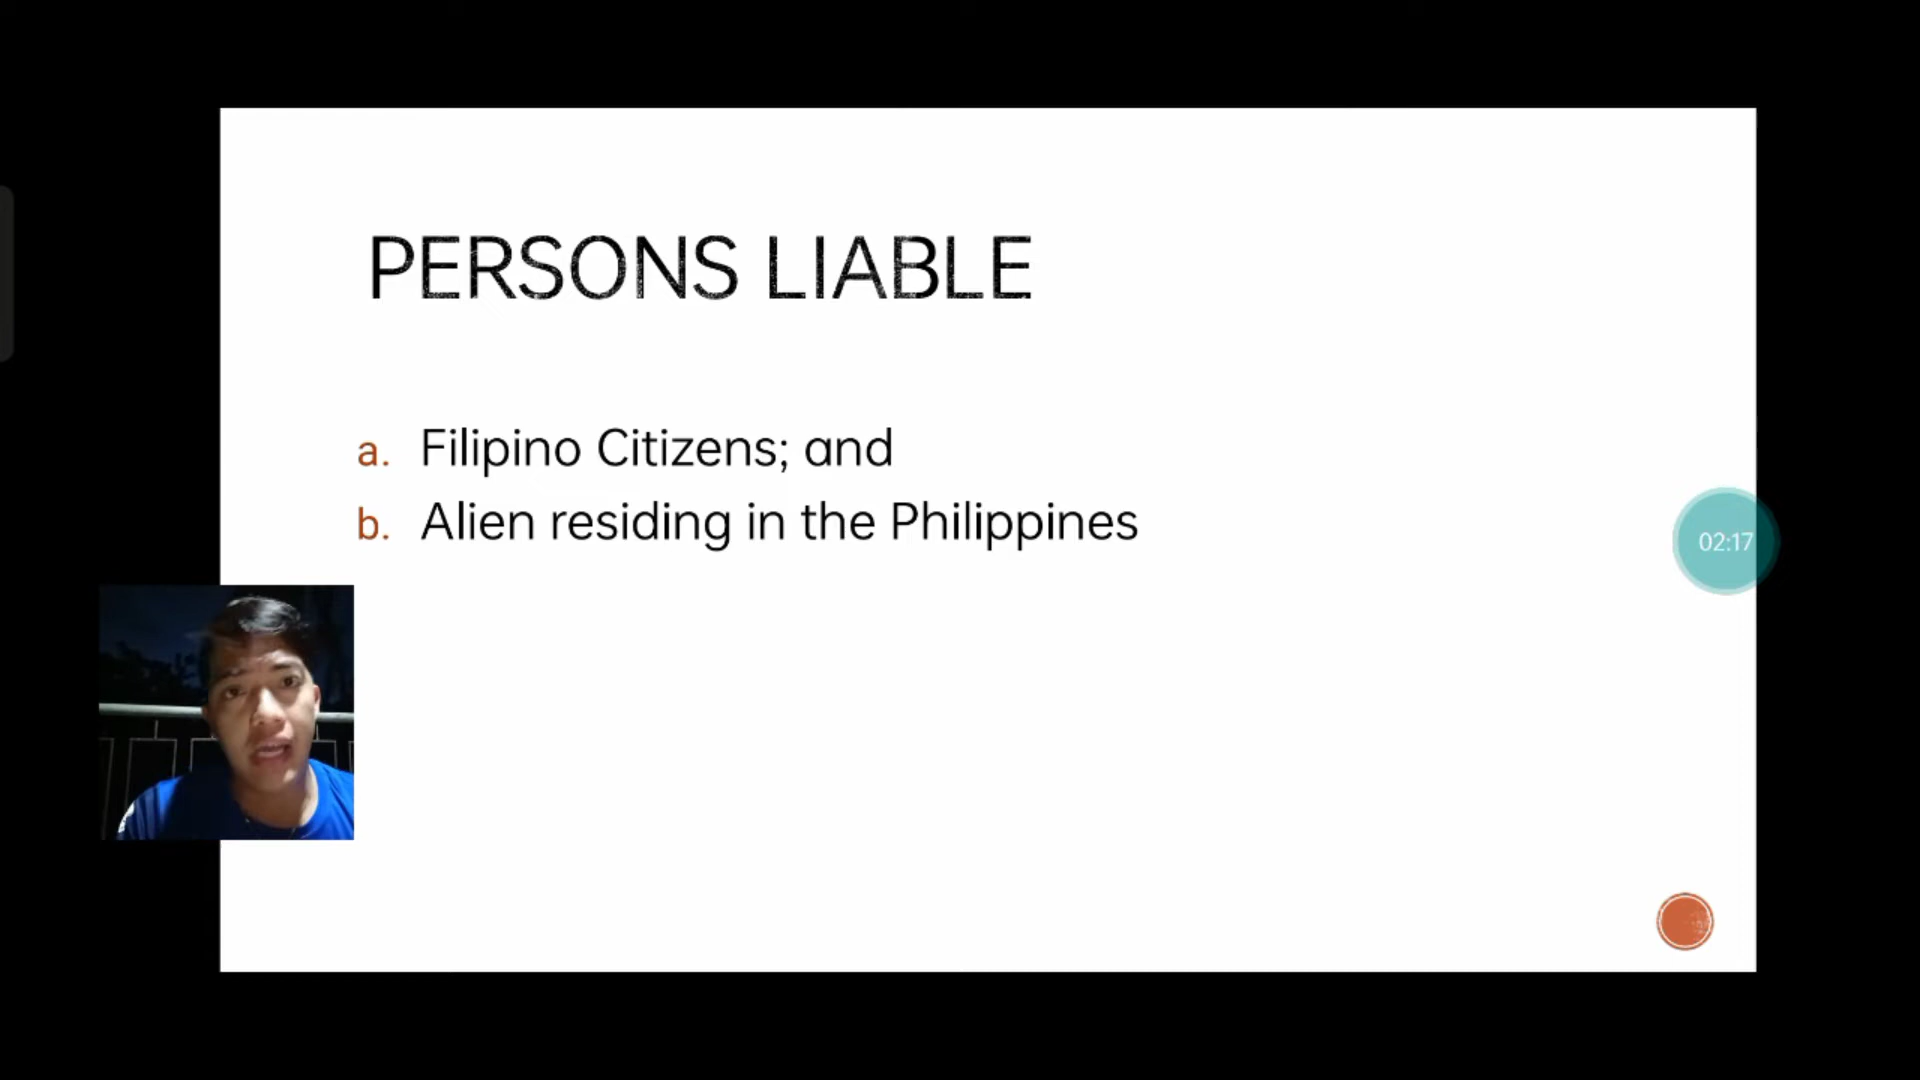 PERSONS LIABLE
a. Filipino Citizens; and
b. Alien residing in the Philippines
02:17